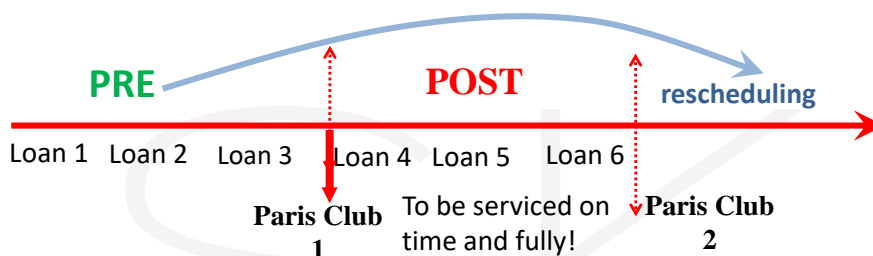 PRE
POST
rescheduling
Loan 1 Loan 2 Loan 3 Loan 4 Loan 5 Loan 6
Paris Club
1
To be serviced on
time and fully!
Paris Club
2